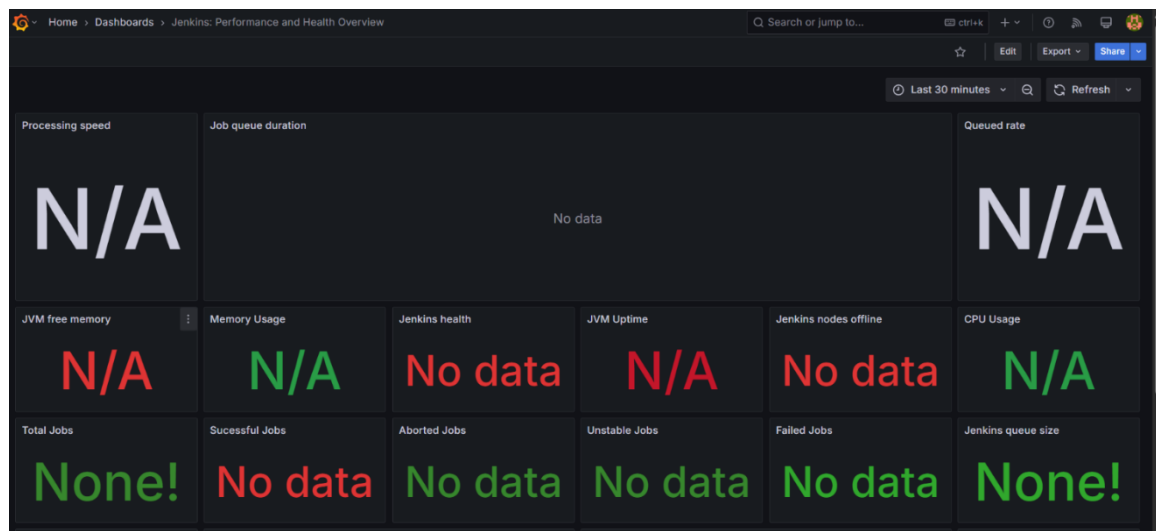 Home › Dashboards › Jenkins: Performance and Health Overview
Search or jump to...
ctrl+k
Edit
Export
Share
Last 30 minutes
Refresh
Processing speed
N/A
Job queue duration
No data
Queued rate
N/A
JVM free memory
N/A
Memory Usage
N/A
Jenkins health
No data
JVM Uptime
N/A
Jenkins nodes offline
No data
CPU Usage
N/A
Total Jobs
None!
Sucessful Jobs
No data
Aborted Jobs
No data
Unstable Jobs
No data
Failed Jobs
No data
Jenkins queue size
None!